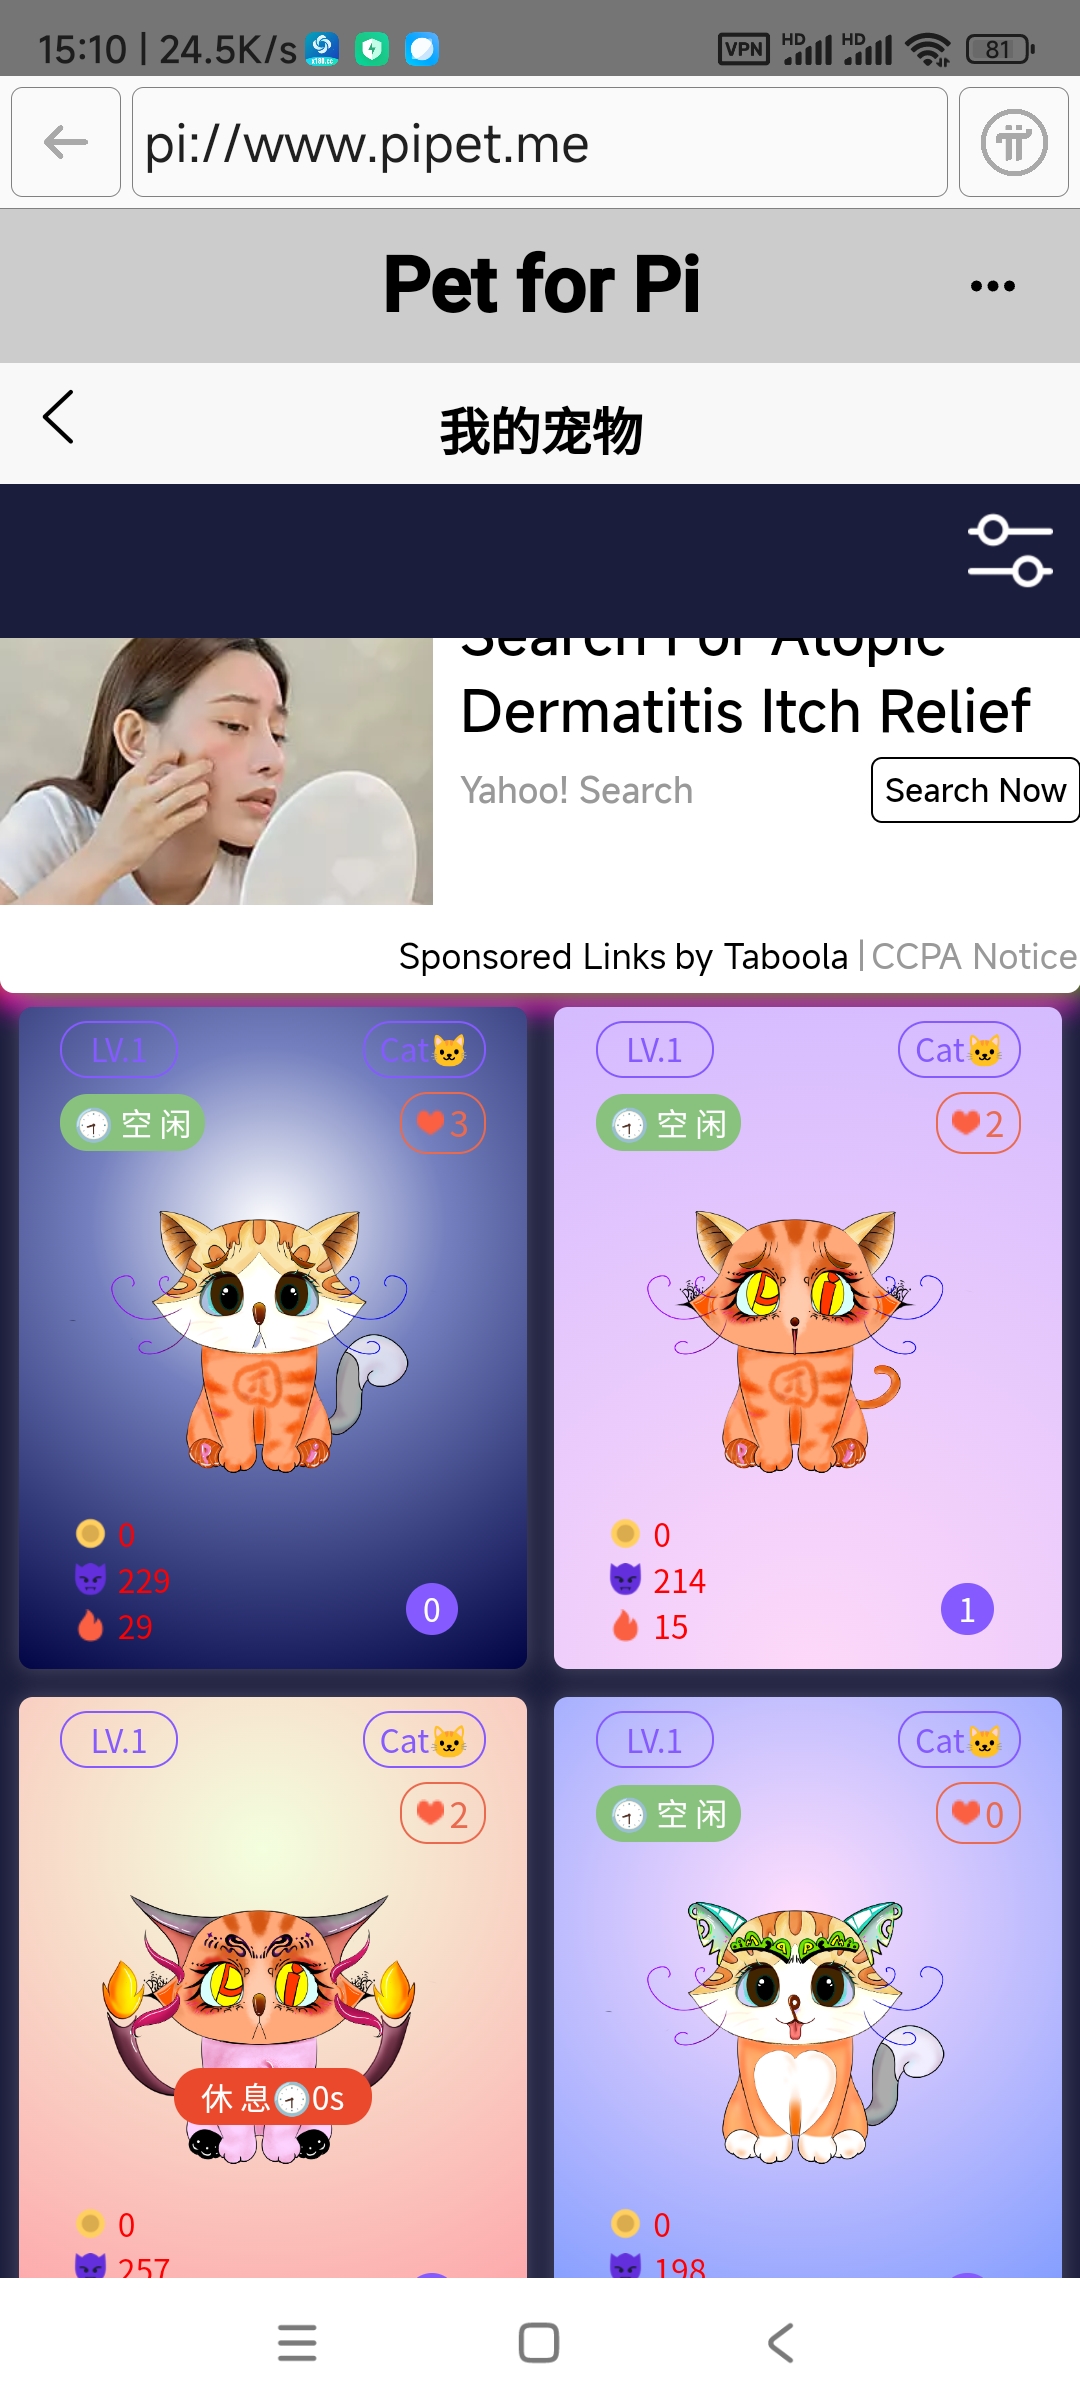 15:10 | 24.5K/s
VPN HD HD 81
pi://www.pipet.me
Pet for Pi
我的宠物
Search For Atopic
Dermatitis Itch Relief
Yahoo! Search
Search Now
Sponsored Links by Taboola | CCPA Notice
LV.1 Cat
空 闲 3
0
229
29
0
LV.1 Cat
空 闲 2
0
214
15
1
LV.1 Cat
2
休 息 0s
0
257
LV.1 Cat
空 闲 0
0
198